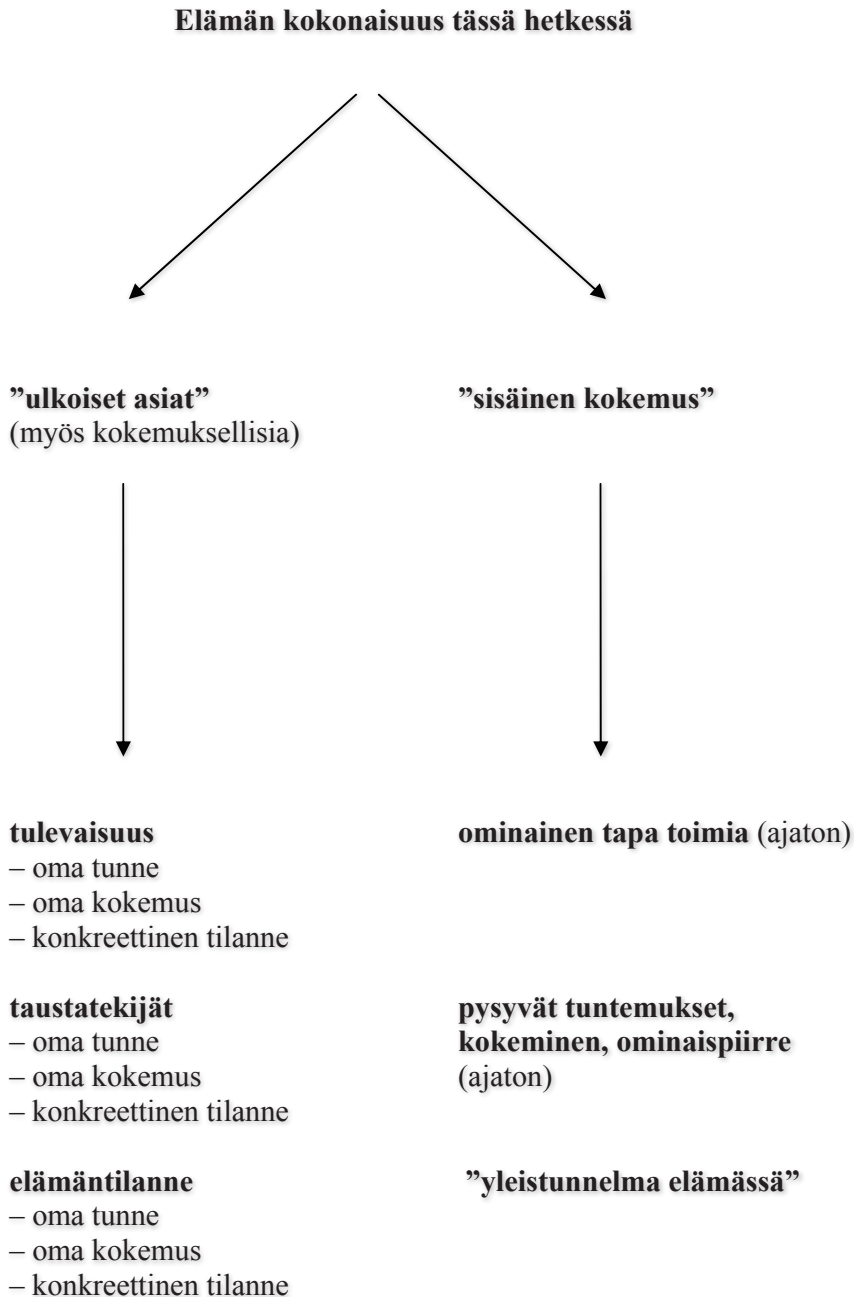 Elämän kokonaisuus tässä hetkessä
”ulkoiset asiat”
(myös kokemuksellisia)
”sisäinen kokemus”
tulevaisuus
– oma tunne
– oma kokemus
– konkreettinen tilanne
taustatekijät
– oma tunne
– oma kokemus
– konkreettinen tilanne
elämäntilanne
– oma tunne
– oma kokemus
– konkreettinen tilanne
ominainen tapa toimia (ajaton)
pysyvät tuntemukset,
kokeminen, ominaispiirre
(ajaton)
”yleistunnelma elämässä”